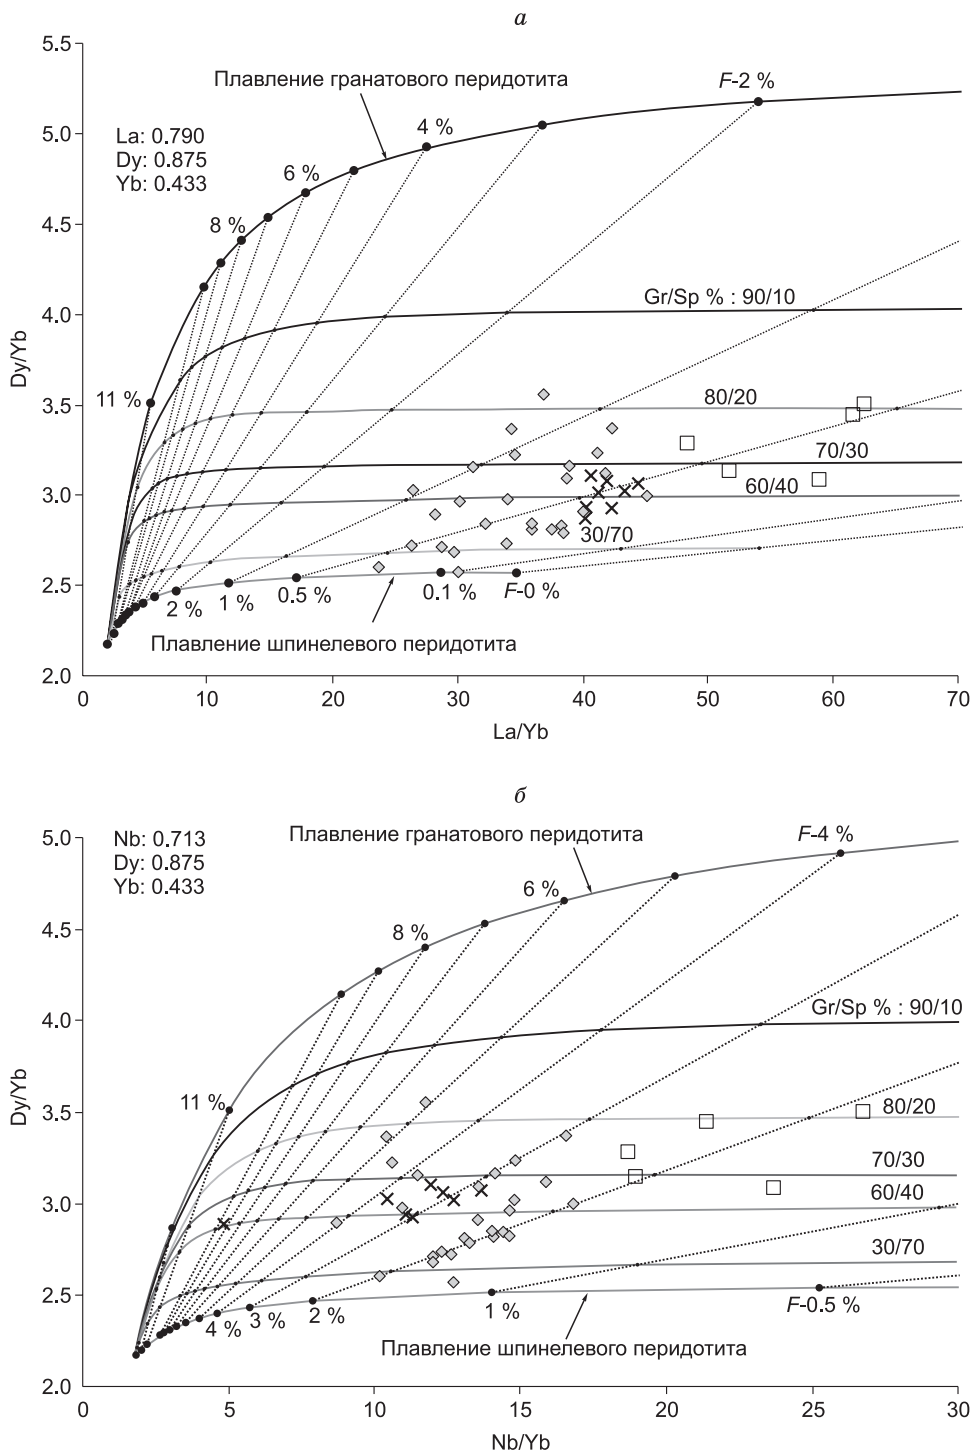 а
5.5
5.0
4.5
4.0
3.5
3.0
2.5
2.0
Dy/Yb
La: 0.790
Dy: 0.875
Yb: 0.433
Плавление гранатового перидотита
F-2 %
4 %
6 %
8 %
11 %
Gr/Sp % : 90/10
80/20
70/30
60/40
30/70
2 %
1 %
0.5 %
0.1 %
F-0 %
Плавление шпинелевого перидотита
0
10
20
30
40
50
60
70
La/Yb
б
5.0
4.5
4.0
3.5
3.0
2.5
2.0
Dy/Yb
Nb: 0.713
Dy: 0.875
Yb: 0.433
Плавление гранатового перидотита
F-4 %
6 %
8 %
11 %
Gr/Sp % : 90/10
80/20
70/30
60/40
30/70
4 %
3 %
2 %
1 %
F-0.5 %
Плавление шпинелевого перидотита
0
5
10
15
20
25
30
Nb/Yb